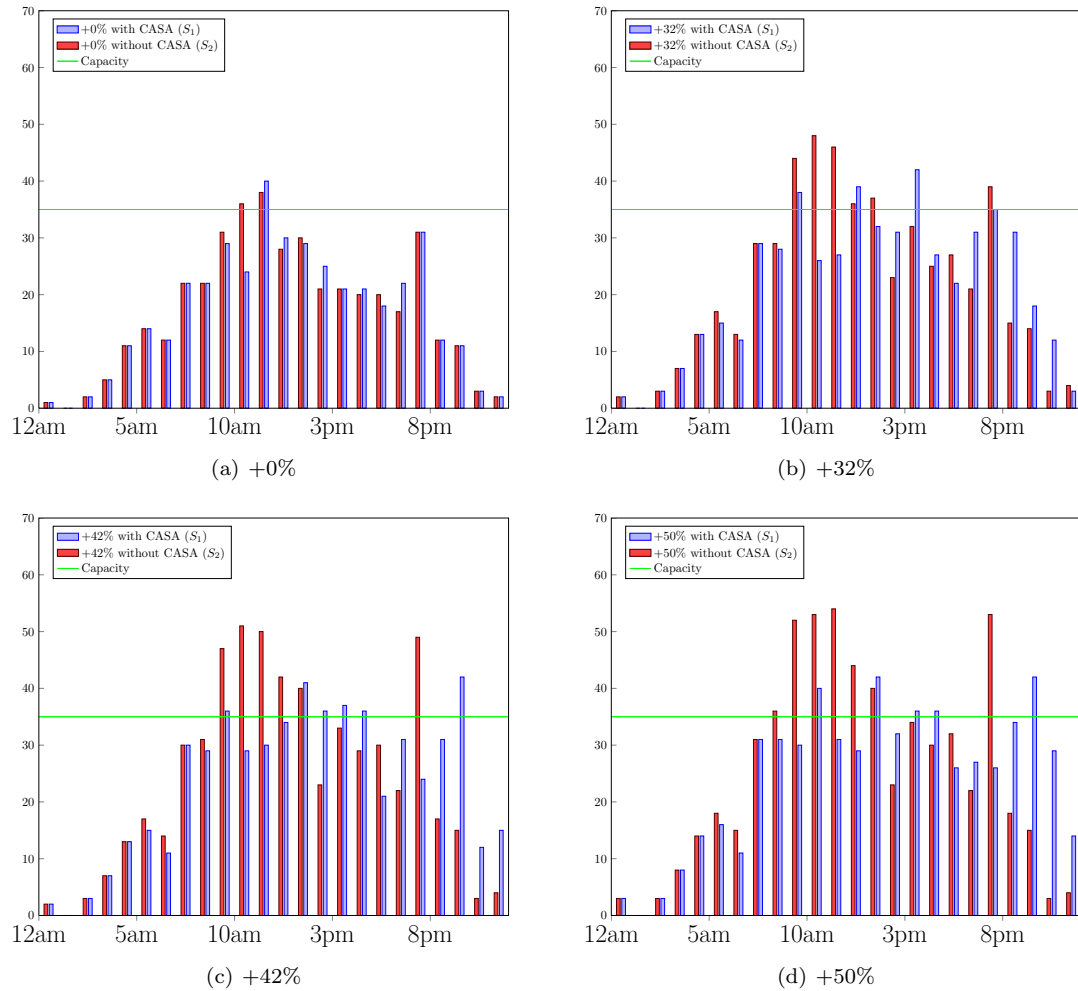 70
60
50
40
30
20
10
0
12am 5am 10am 3pm 8pm
+0% with CASA (S1)
+0% without CASA (S2)
Capacity
(a) +0%
70
60
50
40
30
20
10
0
12am 5am 10am 3pm 8pm
+32% with CASA (S1)
+32% without CASA (S2)
Capacity
(b) +32%
70
60
50
40
30
20
10
0
12am 5am 10am 3pm 8pm
+42% with CASA (S1)
+42% without CASA (S2)
Capacity
(c) +42%
70
60
50
40
30
20
10
0
12am 5am 10am 3pm 8pm
+50% with CASA (S1)
+50% without CASA (S2)
Capacity
(d) +50%